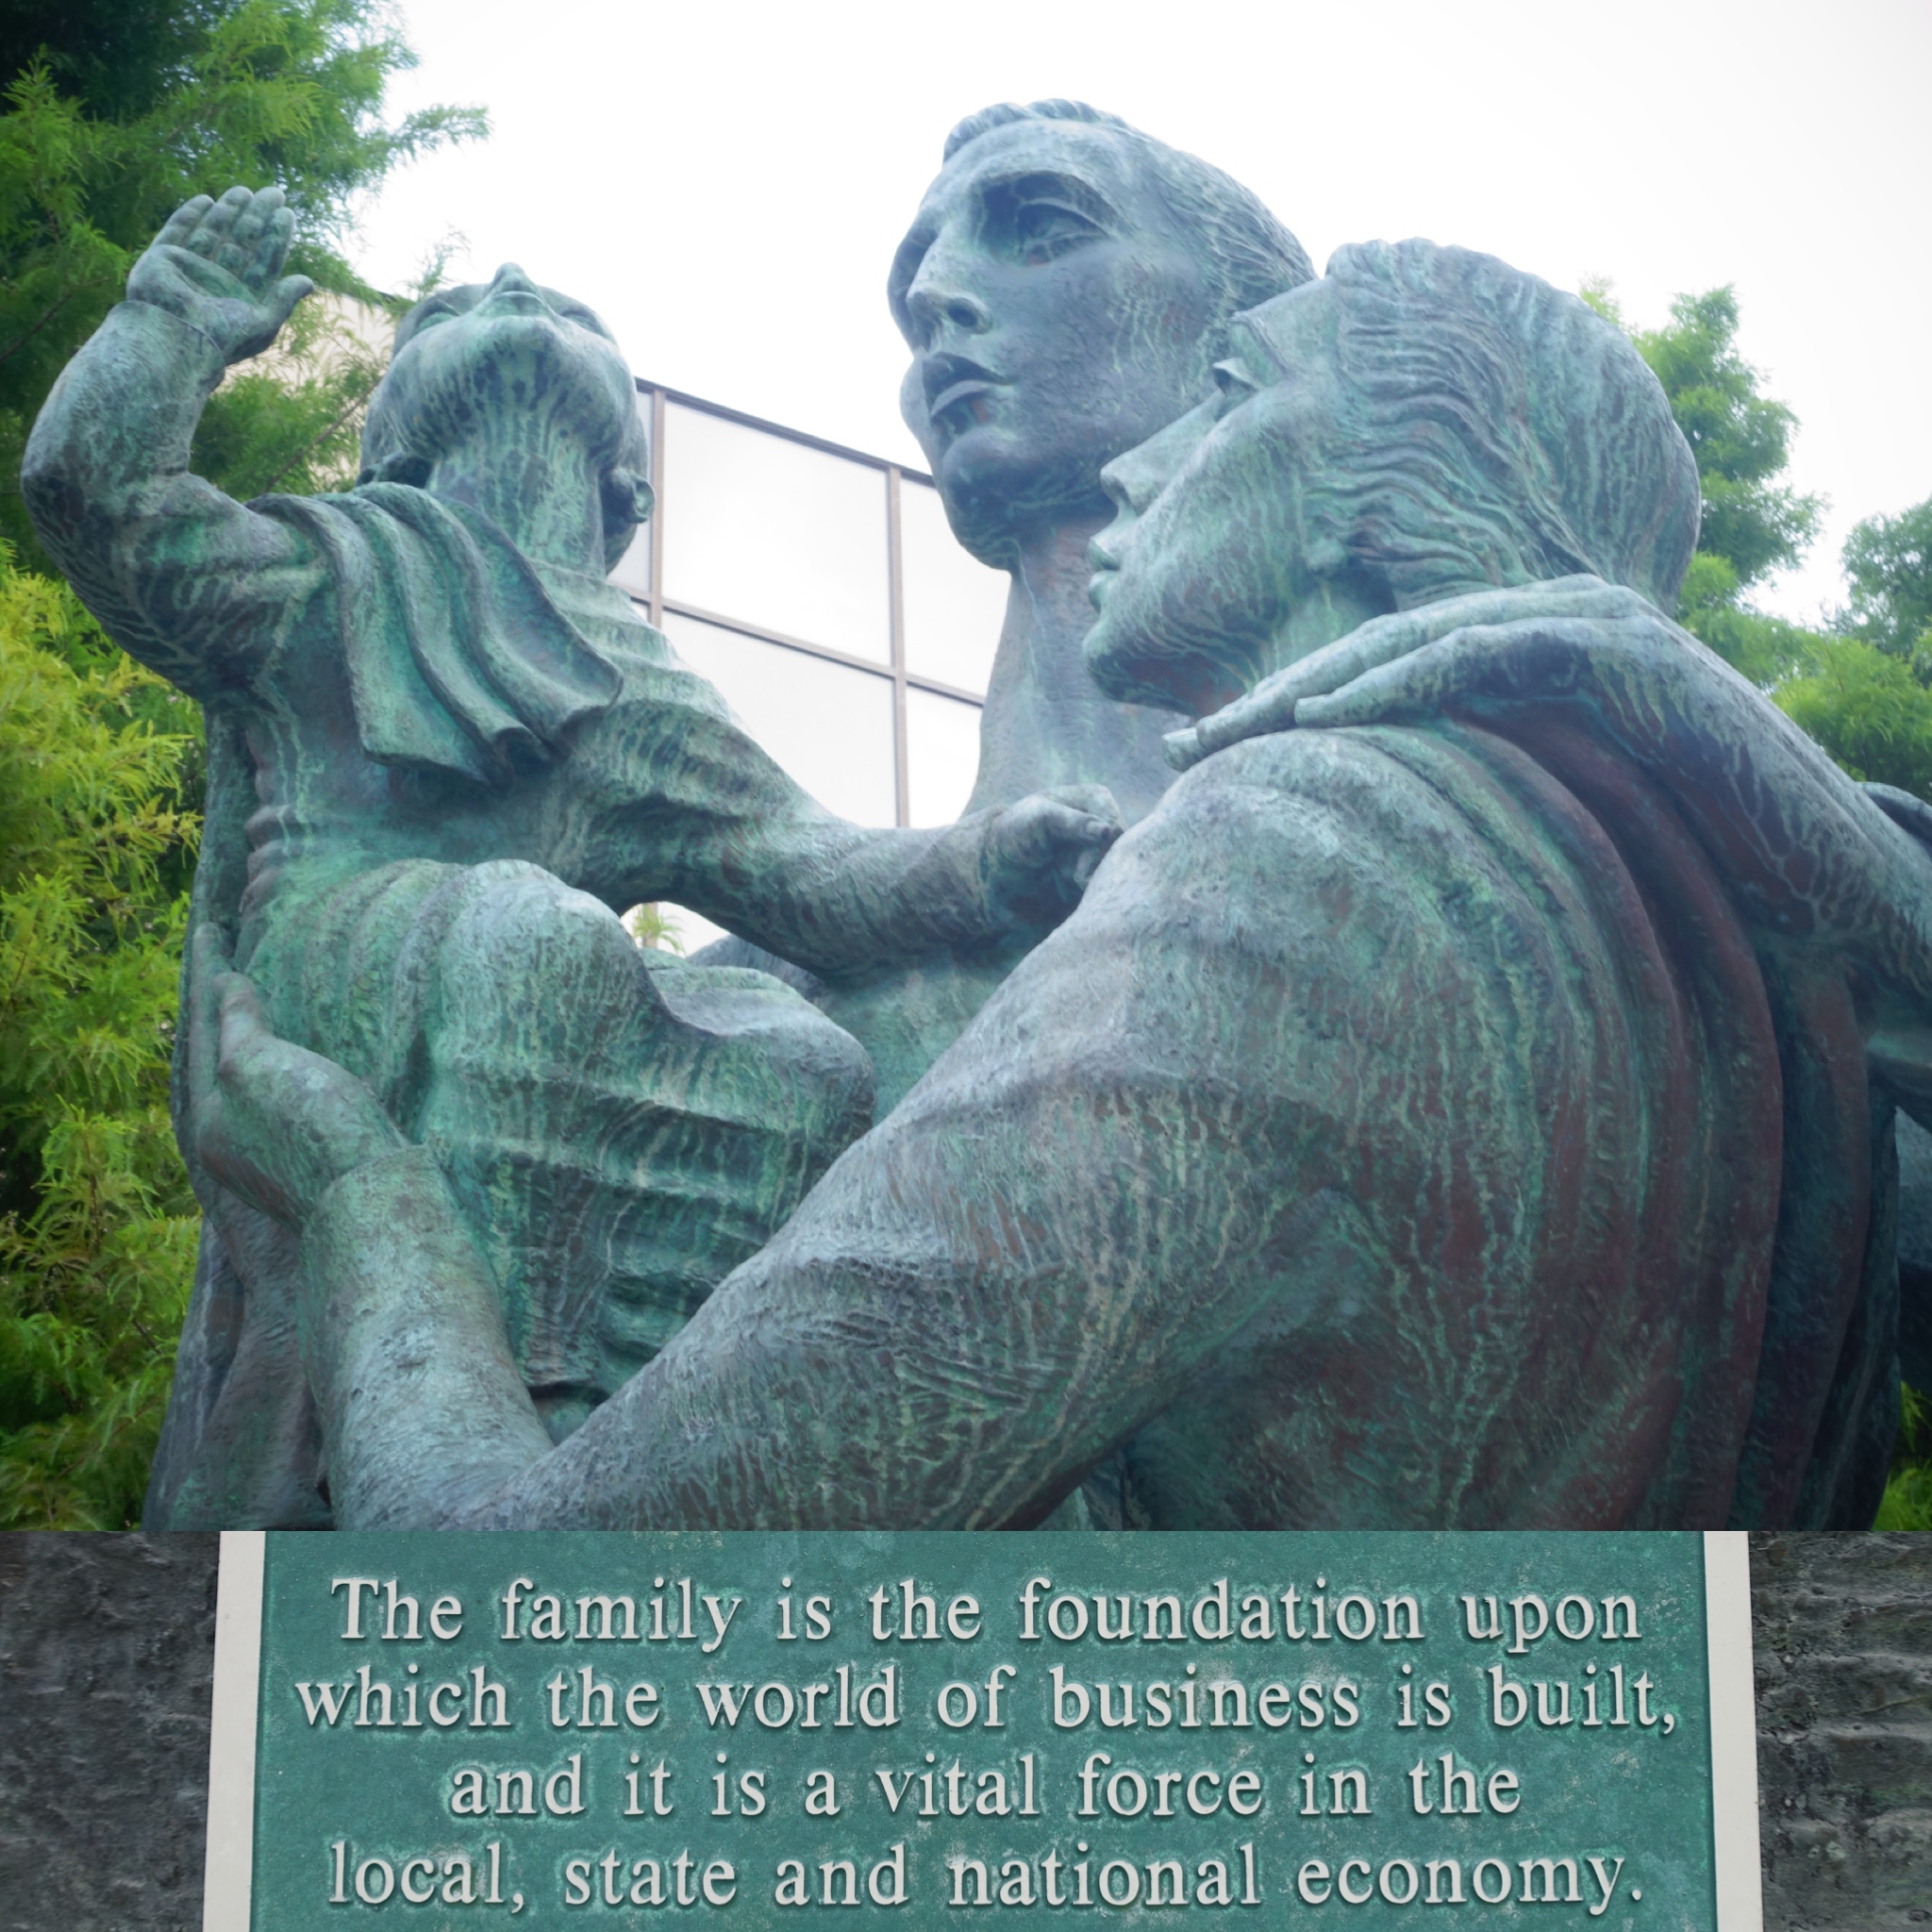 The family is the foundation upon
which the world of business is built,
and it is a vital force in the
local, state and national economy.